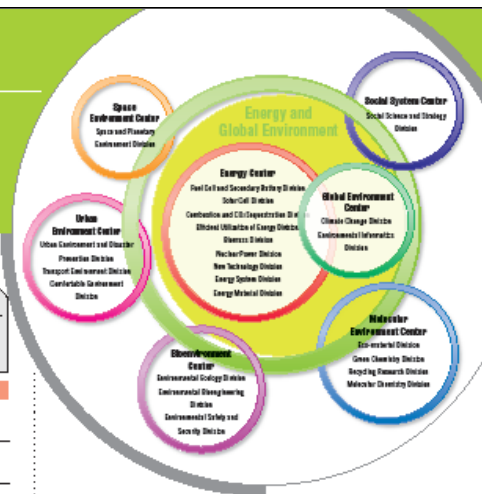 Energy and
Global Environment
Space
Environment Center
Space and Planetary
Environment Division
Social System Center
Social Science and Strategy
Division
Energy Center
Fuel Cell and Secondary Battery Division
Solar Cell Division
Combustion and CO2 Sequestration Division
Efficient Utilization of Energy Division
Biomass Division
Nuclear Power Division
New Technology Division
Energy System Division
Energy Material Division
Global Environment
Center
Climate Change Division
Environmental Informatics
Division
Urban
Environment Center
Urban Environment and Disaster
Prevention Division
Transport Environment Division
Comfortable Environment
Division
Molecular
Environment Center
Eco-material Division
Green Chemistry Division
Recycling Research Division
Molecular Chemistry Division
Bioenvironment
Center
Environmental Ecology Division
Environmental Bioengineering
Division
Environmental Safety and
Security Division